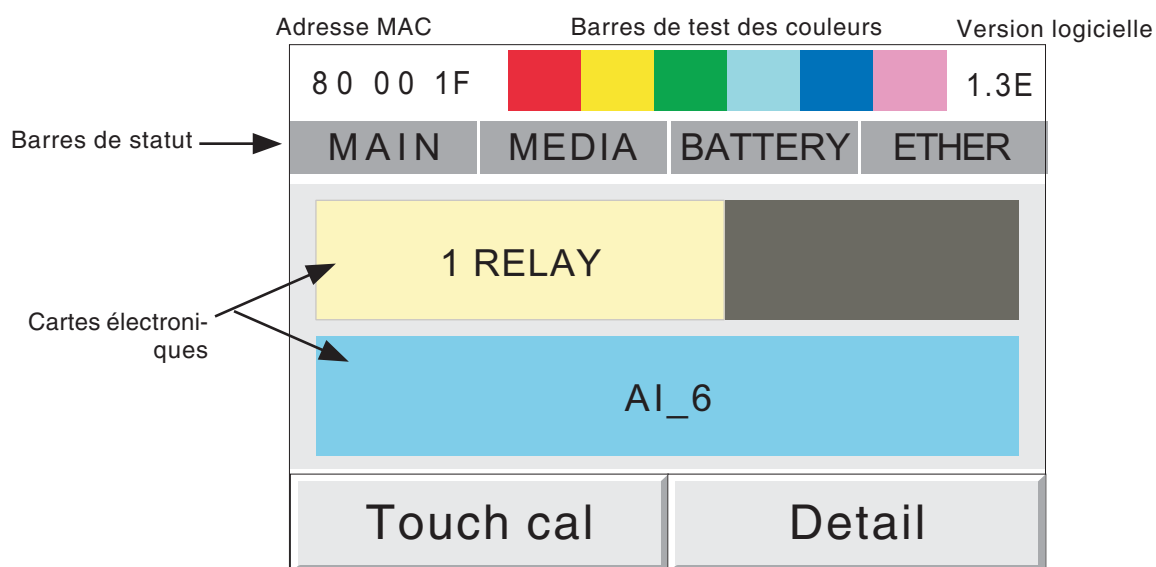 Adresse MAC Barres de test des couleurs Version logicielle
80 00 1F 1.3E
Barres de statut
MAIN MEDIA BATTERY ETHER
1 RELAY
Cartes électroni-
ques
AI_6
Touch cal Detail